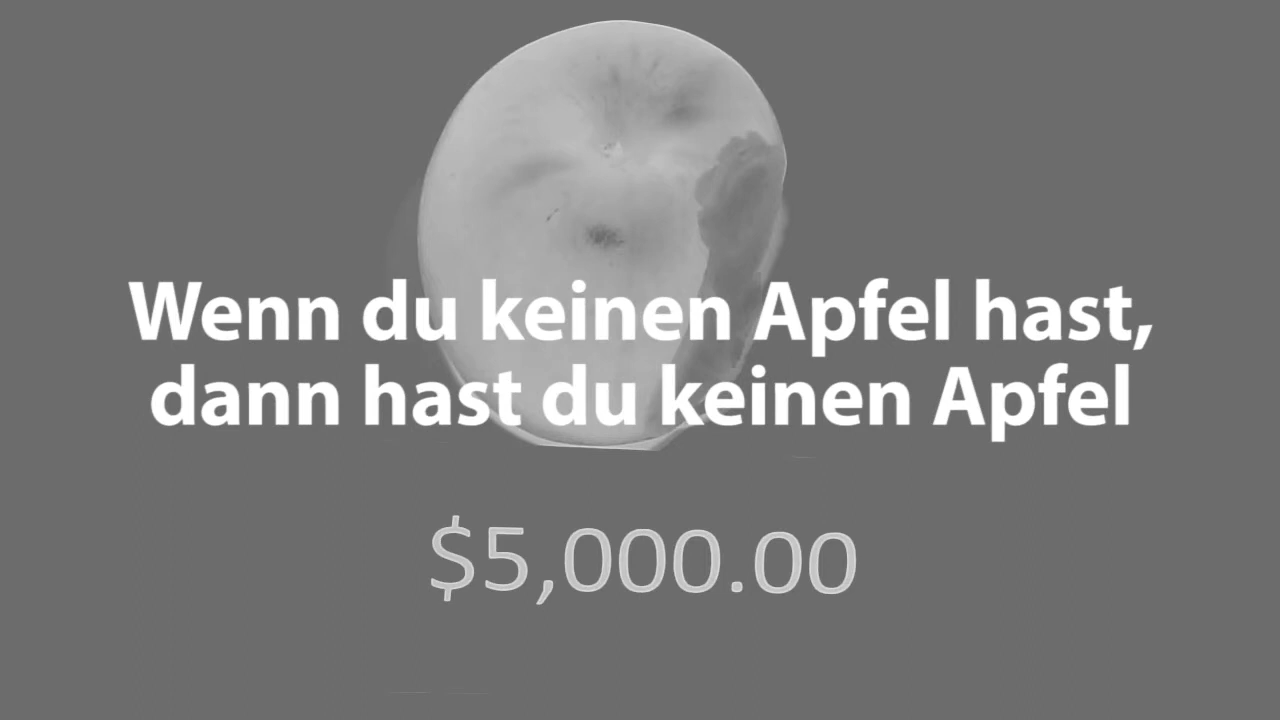 Wenn du keinen Apfel hast,
dann hast du keinen Apfel
$5,000.00